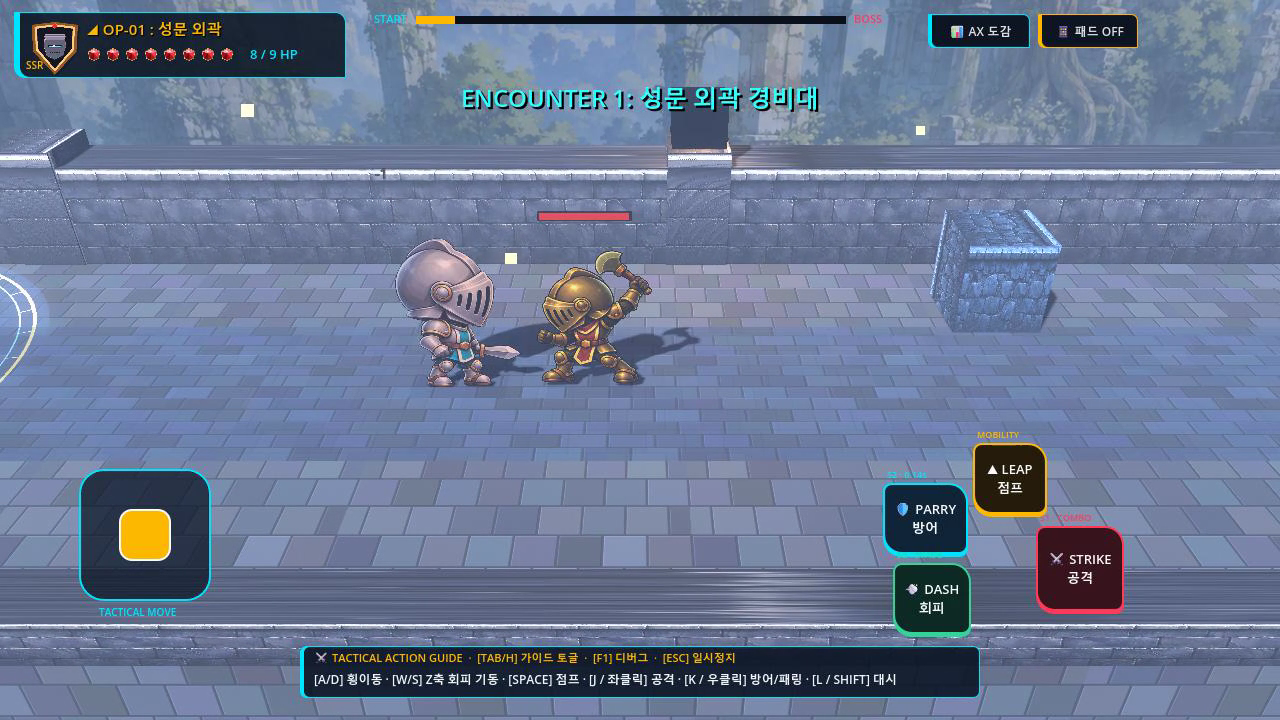 ◢ OP-01 : 성문 외곽
SSR
8 / 9 HP
START
BOSS
📊 AX 도감
패드 OFF
ENCOUNTER 1: 성문 외곽 경비대
-1
MOBILITY
▲ LEAP
점프
PARRY
방어
COMBO
⚔ STRIKE
공격
DASH
회피
TACTICAL MOVE
⚔ TACTICAL ACTION GUIDE · [TAB/H] 가이드 토글 · [F1] 디버그 · [ESC] 일시정지
[A/D] 횡이동 · [W/S] Z축 회피 기동 · [SPACE] 점프 · [J / 좌클릭] 공격 · [K / 우클릭] 방어/패링 · [L / SHIFT] 대시